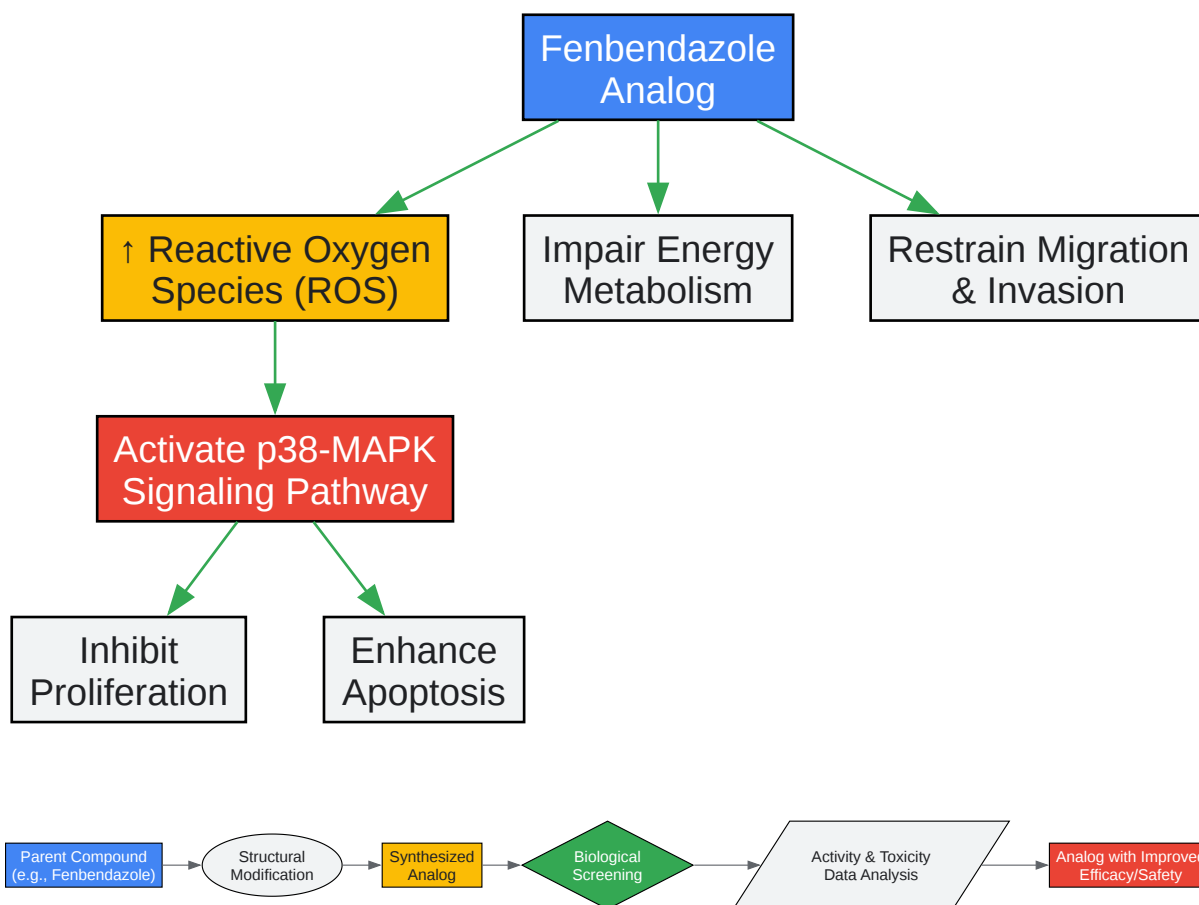 Fenbendazole
Analog
↑ Reactive Oxygen
Species (ROS)
Impair Energy
Metabolism
Restrain Migration
& Invasion
Activate p38-MAPK
Signaling Pathway
Inhibit
Proliferation
Enhance
Apoptosis
Parent Compound
(e.g., Fenbendazole)
Structural
Modification
Synthesized
Analog
Biological
Screening
Activity & Toxicity
Data Analysis
Analog with Improved
Efficacy/Safety